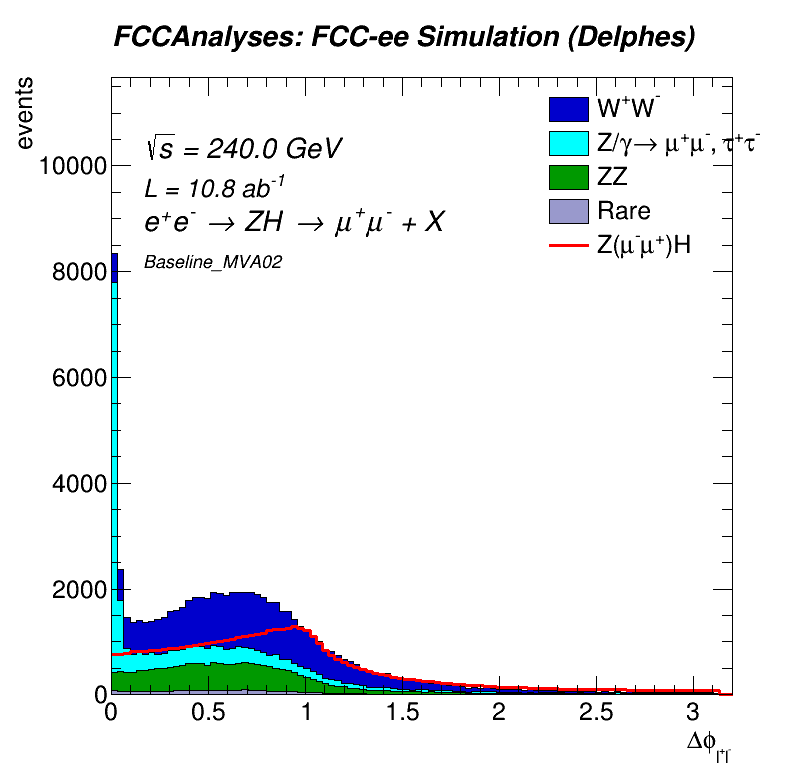 FCCAnalyses: FCC-ee Simulation (Delphes)
events
√s = 240.0 GeV
L = 10.8 ab⁻¹
e⁺e⁻ → ZH → μ⁺μ⁻ + X
Baseline_MVA02
W⁺W⁻
Z/γ→ μ⁺μ⁻, τ⁺τ⁻
ZZ
Rare
Z(μ⁻μ⁺)H
10000
8000
6000
4000
2000
0
0 0.5 1 1.5 2 2.5 3
Δϕ l⁺l⁻